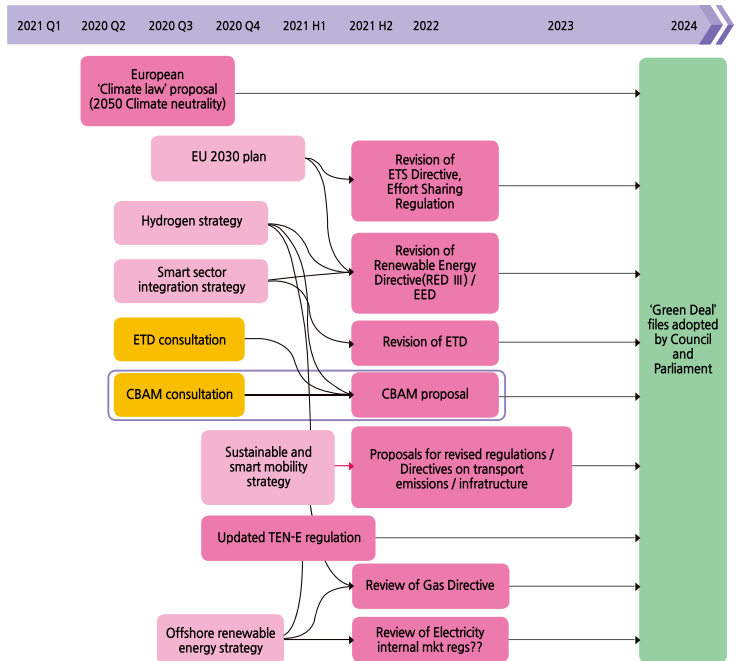 2021 Q1
2020 Q2
2020 Q3
2020 Q4
2021 H1
2021 H2
2022
2023
2024
European
‘Climate law’ proposal
(2050 Climate neutrality)
EU 2030 plan
Revision of
ETS Directive,
Effort Sharing
Regulation
Hydrogen strategy
Revision of
Renewable Energy
Directive(RED III) /
EED
Smart sector
integration strategy
ETD consultation
Revision of ETD
CBAM consultation
CBAM proposal
Sustainable and
smart mobility
strategy
Proposals for revised regulations /
Directives on transport
emissions / infratructure
Updated TEN-E regulation
Review of Gas Directive
Offshore renewable
energy strategy
Review of Electricity
internal mkt regs??
‘Green Deal’
files adopted
by Council
and
Parliament